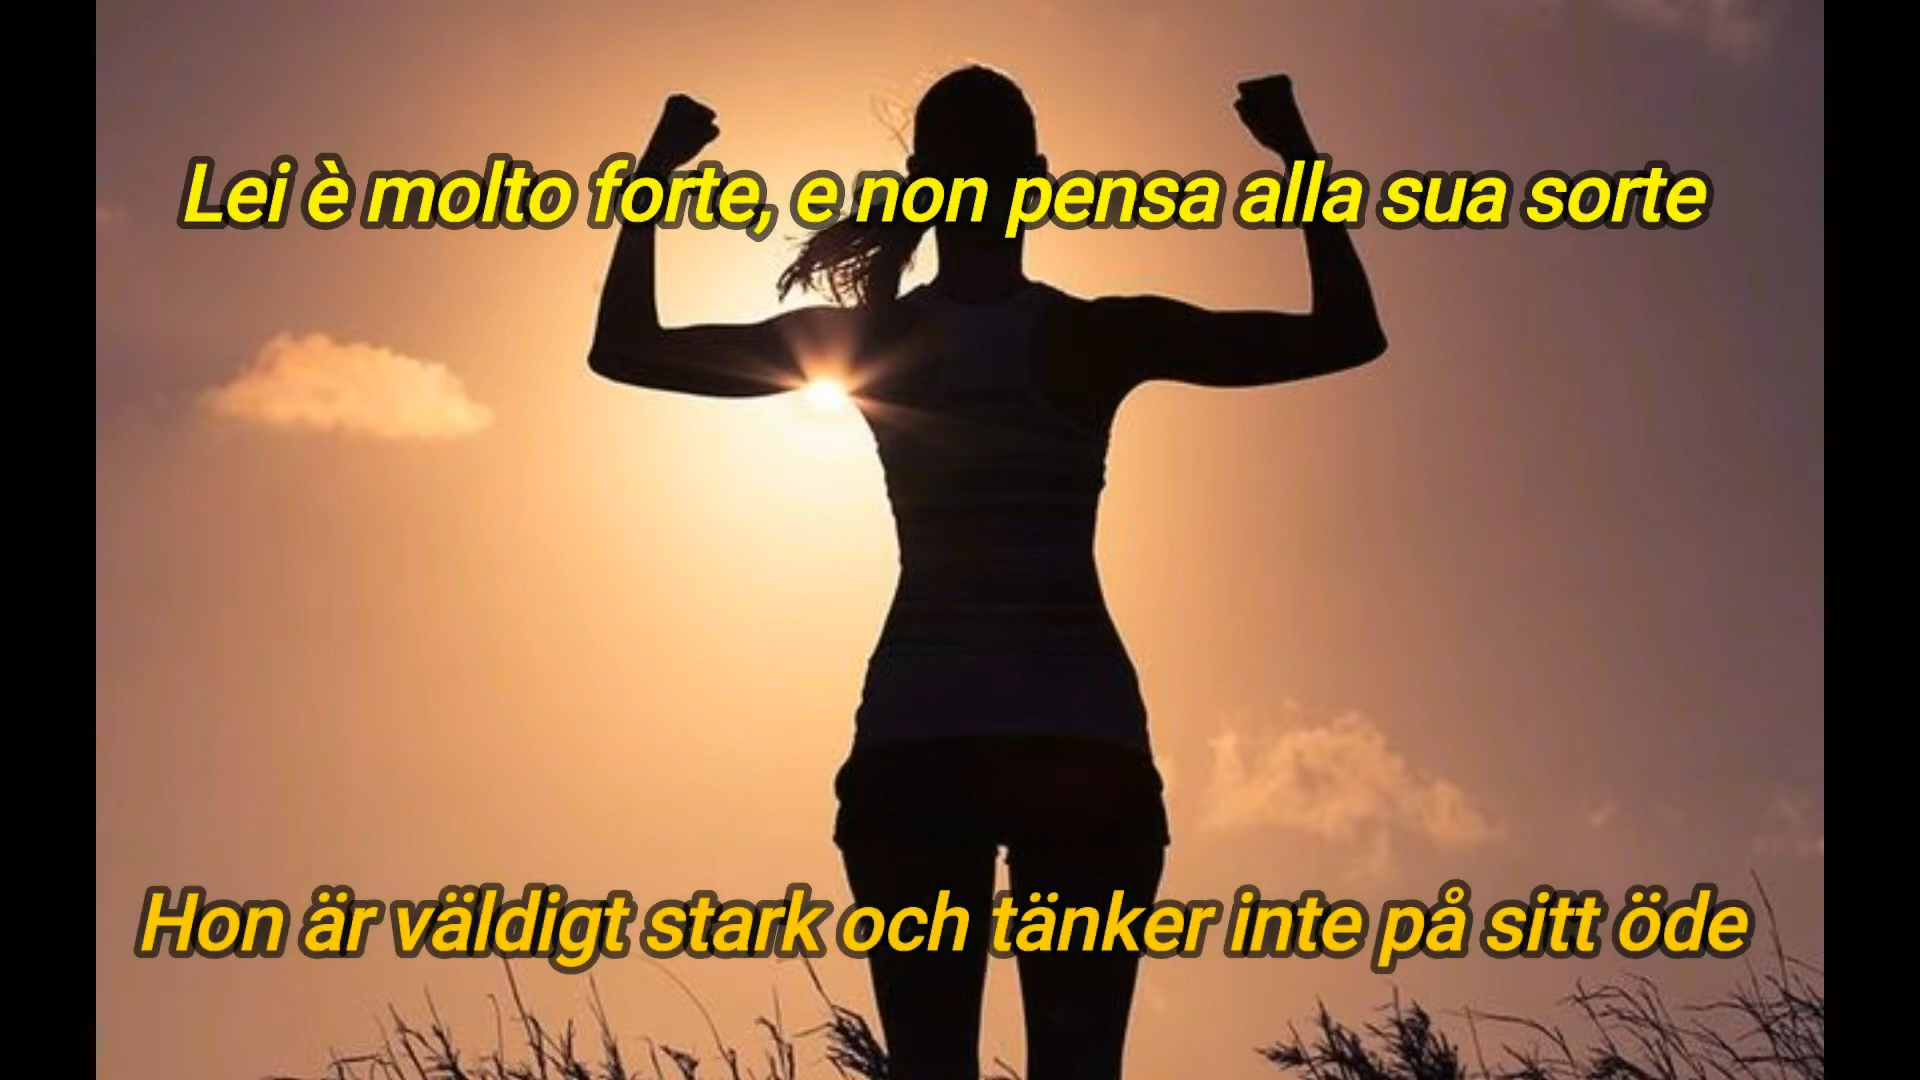 Lei è molto forte, e non pensa alla sua sorte
Hon är väldigt stark och tänker inte på sitt öde